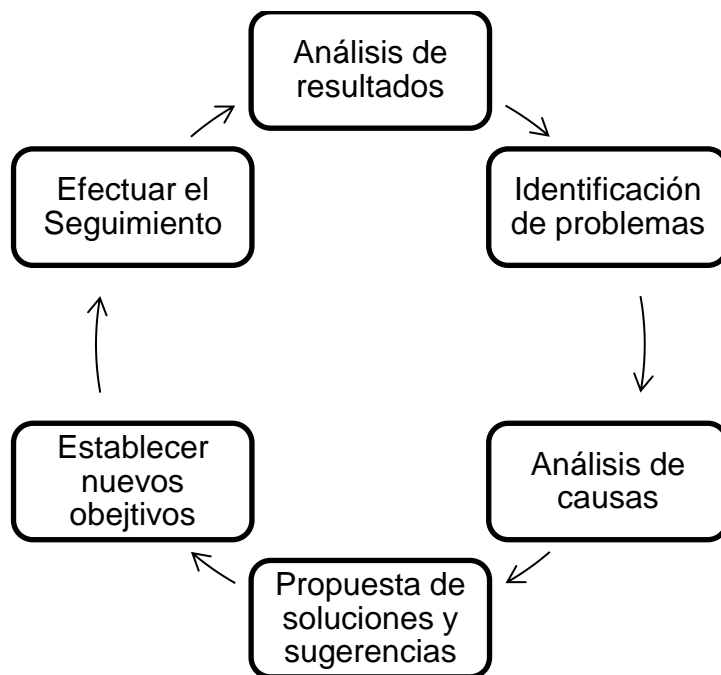 Análisis de
resultados
Identificación
de problemas
Análisis de
causas
Propuesta de
soluciones y
sugerencias
Establecer
nuevos
obejtivos
Efectuar el
Seguimiento